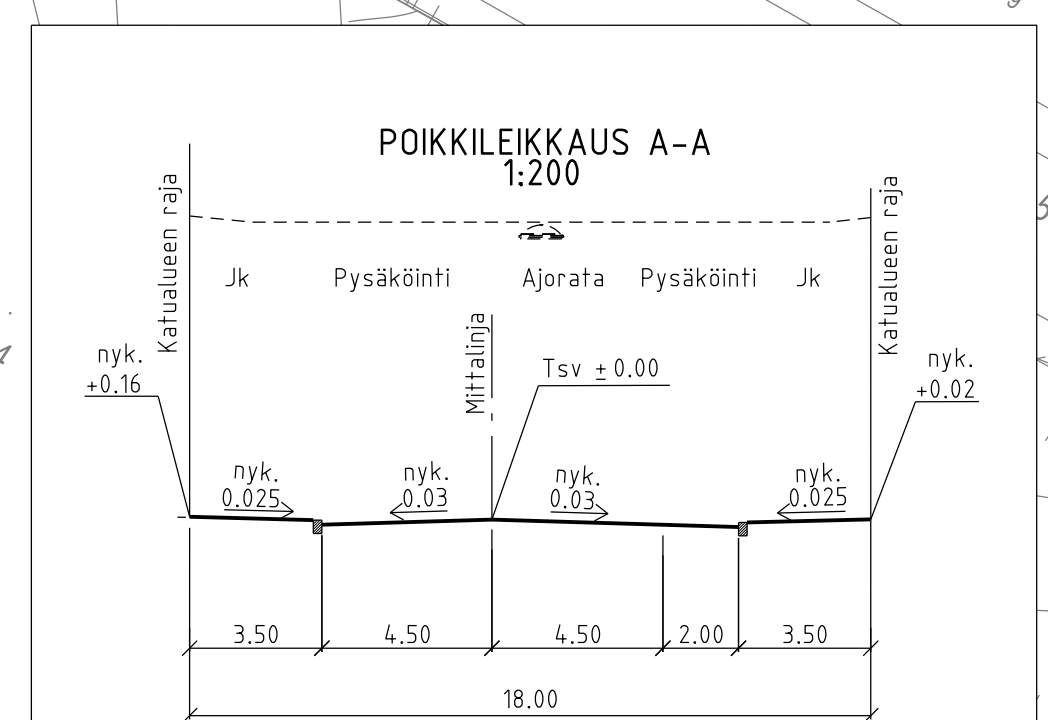 POIKKILEIKKAUS A-A
1:200
Katualueen raja
Katualueen raja
Jk Pysäköinti Ajorata Pysäköinti Jk
Mittalinja
nyk.
+0.16
Tsv ±0.00
nyk.
+0.02
nyk.
0.025
nyk.
0.03
nyk.
0.03
nyk.
0.025
3.50 4.50 4.50 2.00 3.50
18.00